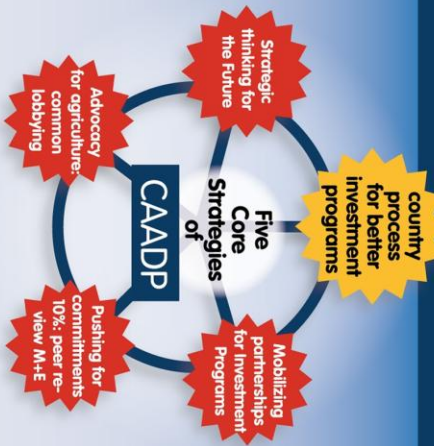 country
process
for better
investment
programs
Strategic
thinking for
the Future
Five
Core
Strategies
of
CAADP
Mobilizing
partnerships
for Investment
Programs
Advocacy
for agriculture:
common
lobbying
Pushing for
commitments
10%: peer re-
view M+E